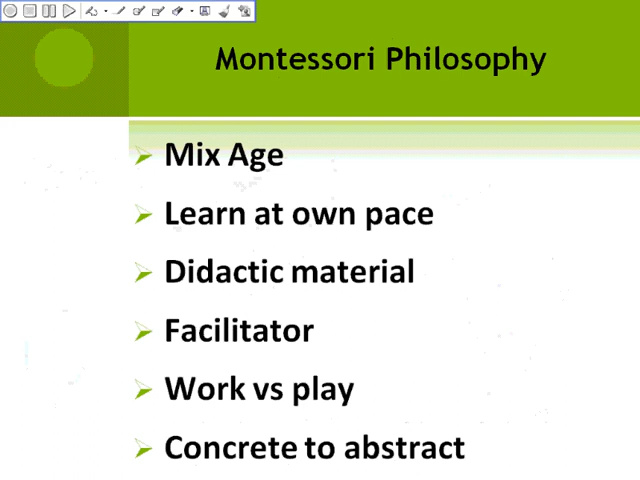 Montessori Philosophy
Mix Age
Learn at own pace
Didactic material
Facilitator
Work vs play
Concrete to abstract